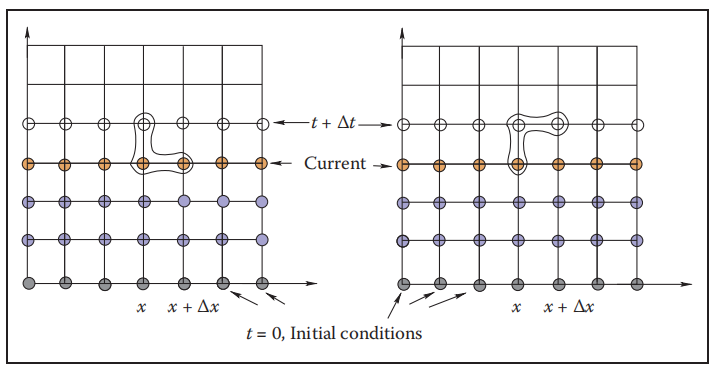 t + Δt
Current
x x + Δx x x + Δx
t = 0, Initial conditions